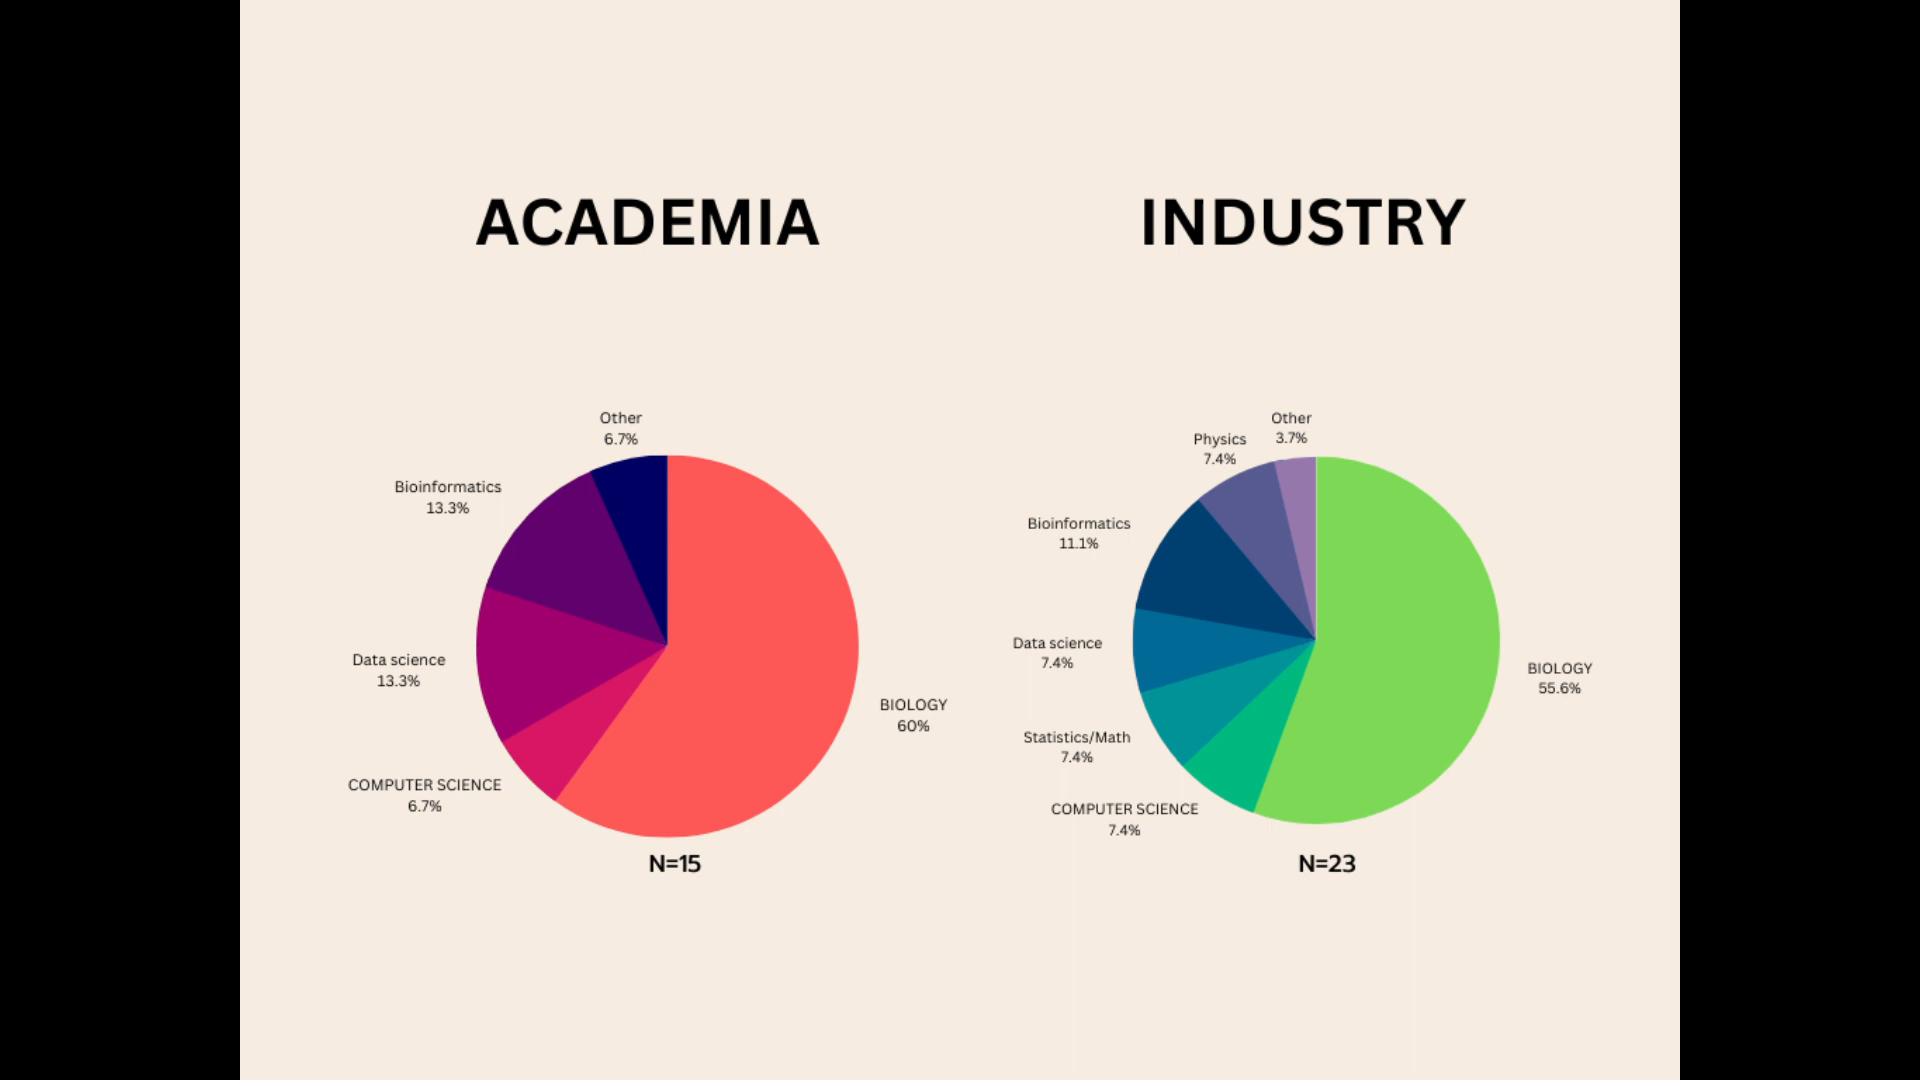 ACADEMIA
INDUSTRY
Other
6.7%
Bioinformatics
13.3%
Data science
13.3%
COMPUTER SCIENCE
6.7%
BIOLOGY
60%
N=15
Other
3.7%
Physics
7.4%
Bioinformatics
11.1%
Data science
7.4%
Statistics/Math
7.4%
COMPUTER SCIENCE
7.4%
BIOLOGY
55.6%
N=23